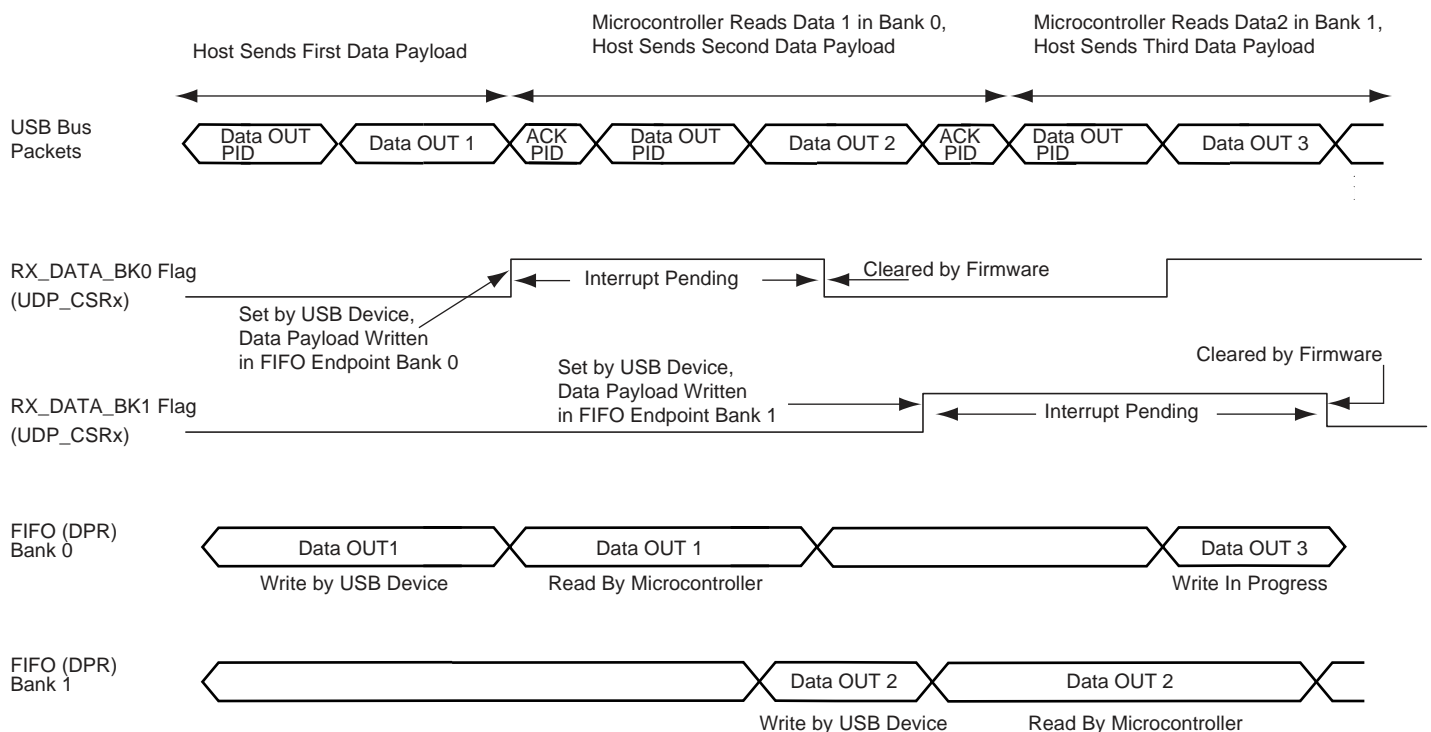 Microcontroller Reads Data 1 in Bank 0,
Host Sends Second Data Payload
Microcontroller Reads Data2 in Bank 1,
Host Sends Third Data Payload
Host Sends First Data Payload
USB Bus
Packets
Data OUT
PID
Data OUT 1
ACK
PID
Data OUT
PID
Data OUT 2
ACK
PID
Data OUT
PID
Data OUT 3
RX_DATA_BK0 Flag
(UDP_CSRx)
Interrupt Pending
Cleared by Firmware
Set by USB Device,
Data Payload Written
in FIFO Endpoint Bank 0
RX_DATA_BK1 Flag
(UDP_CSRx)
Set by USB Device,
Data Payload Written
in FIFO Endpoint Bank 1
Interrupt Pending
Cleared by Firmware
FIFO (DPR)
Bank 0
Data OUT1
Data OUT 1
Data OUT 3
Write by USB Device
Read By Microcontroller
Write In Progress
FIFO (DPR)
Bank 1
Data OUT 2
Data OUT 2
Write by USB Device
Read By Microcontroller